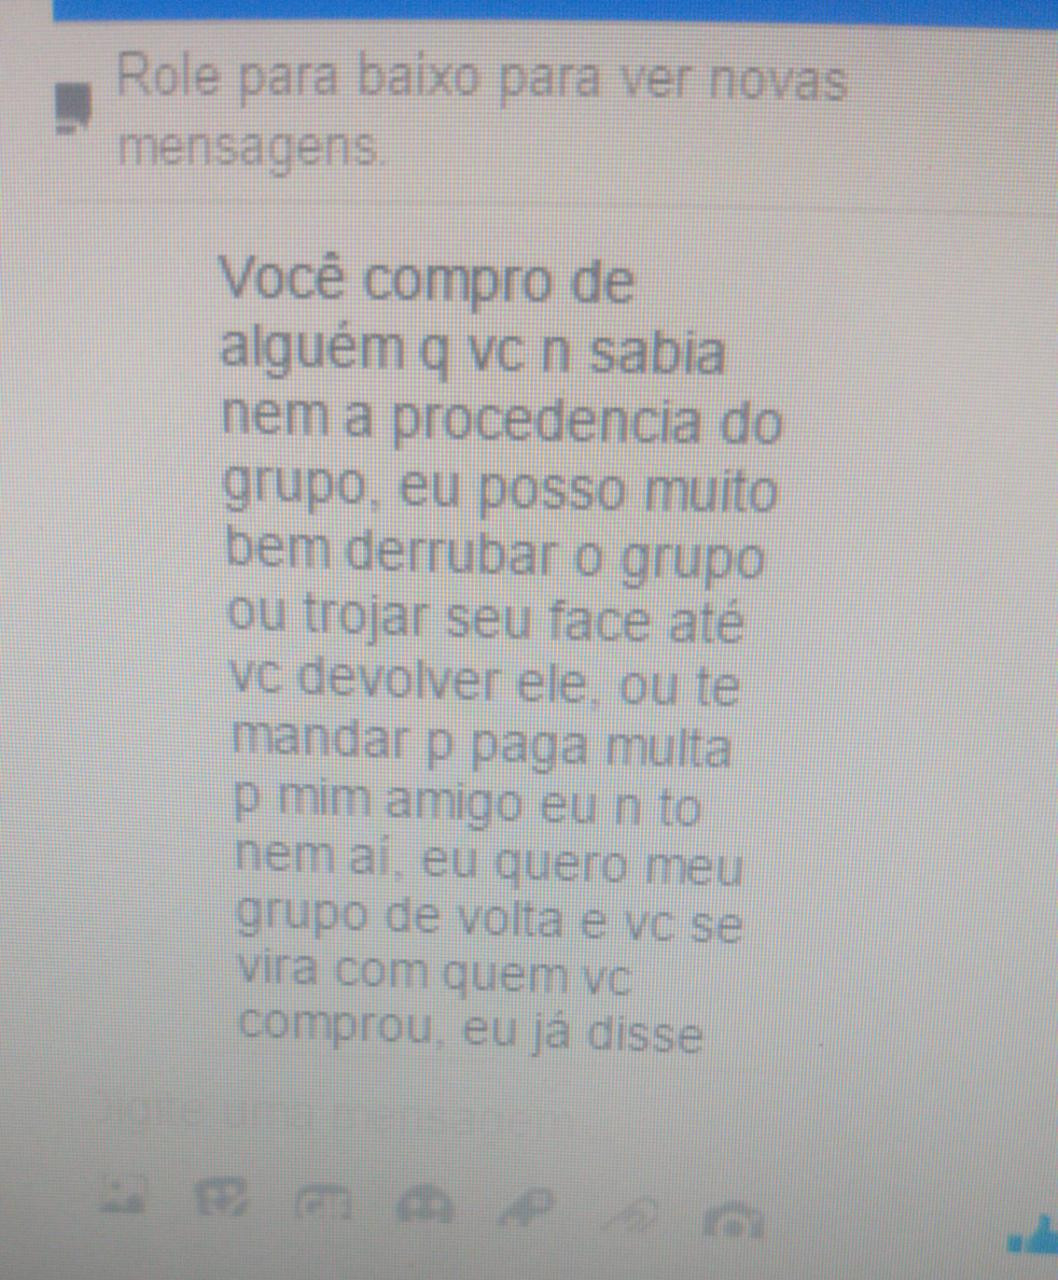 Role para baixo para ver novas
mensagens.
Você compro de
alguém q vc n sabia
nem a procedencia do
grupo, eu posso muito
bem derrubar o grupo
ou trojar seu face até
vc devolver ele, ou te
mandar p paga multa
p mim amigo eu n to
nem aí, eu quero meu
grupo de volta e vc se
vira com quem vc
comprou, eu já disse
Digite uma mensagem...